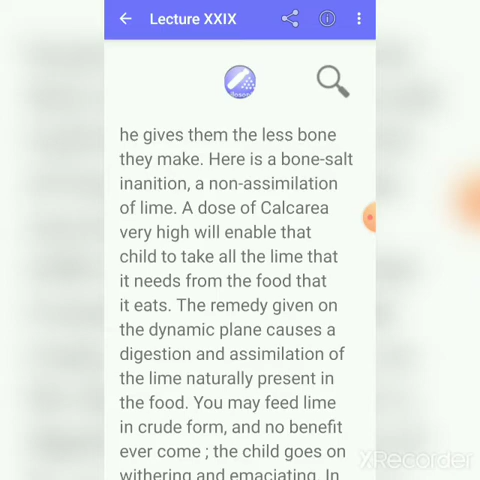 Lecture XXIX
doses
he gives them the less bone
they make. Here is a bone-salt
inanition, a non-assimilation
of lime. A dose of Calcarea
very high will enable that
child to take all the lime that
it needs from the food that
it eats. The remedy given on
the dynamic plane causes a
digestion and assimilation of
the lime naturally present in
the food. You may feed lime
in crude form, and no benefit
ever come ; the child goes on
withering and emaciating. In
XRecorder